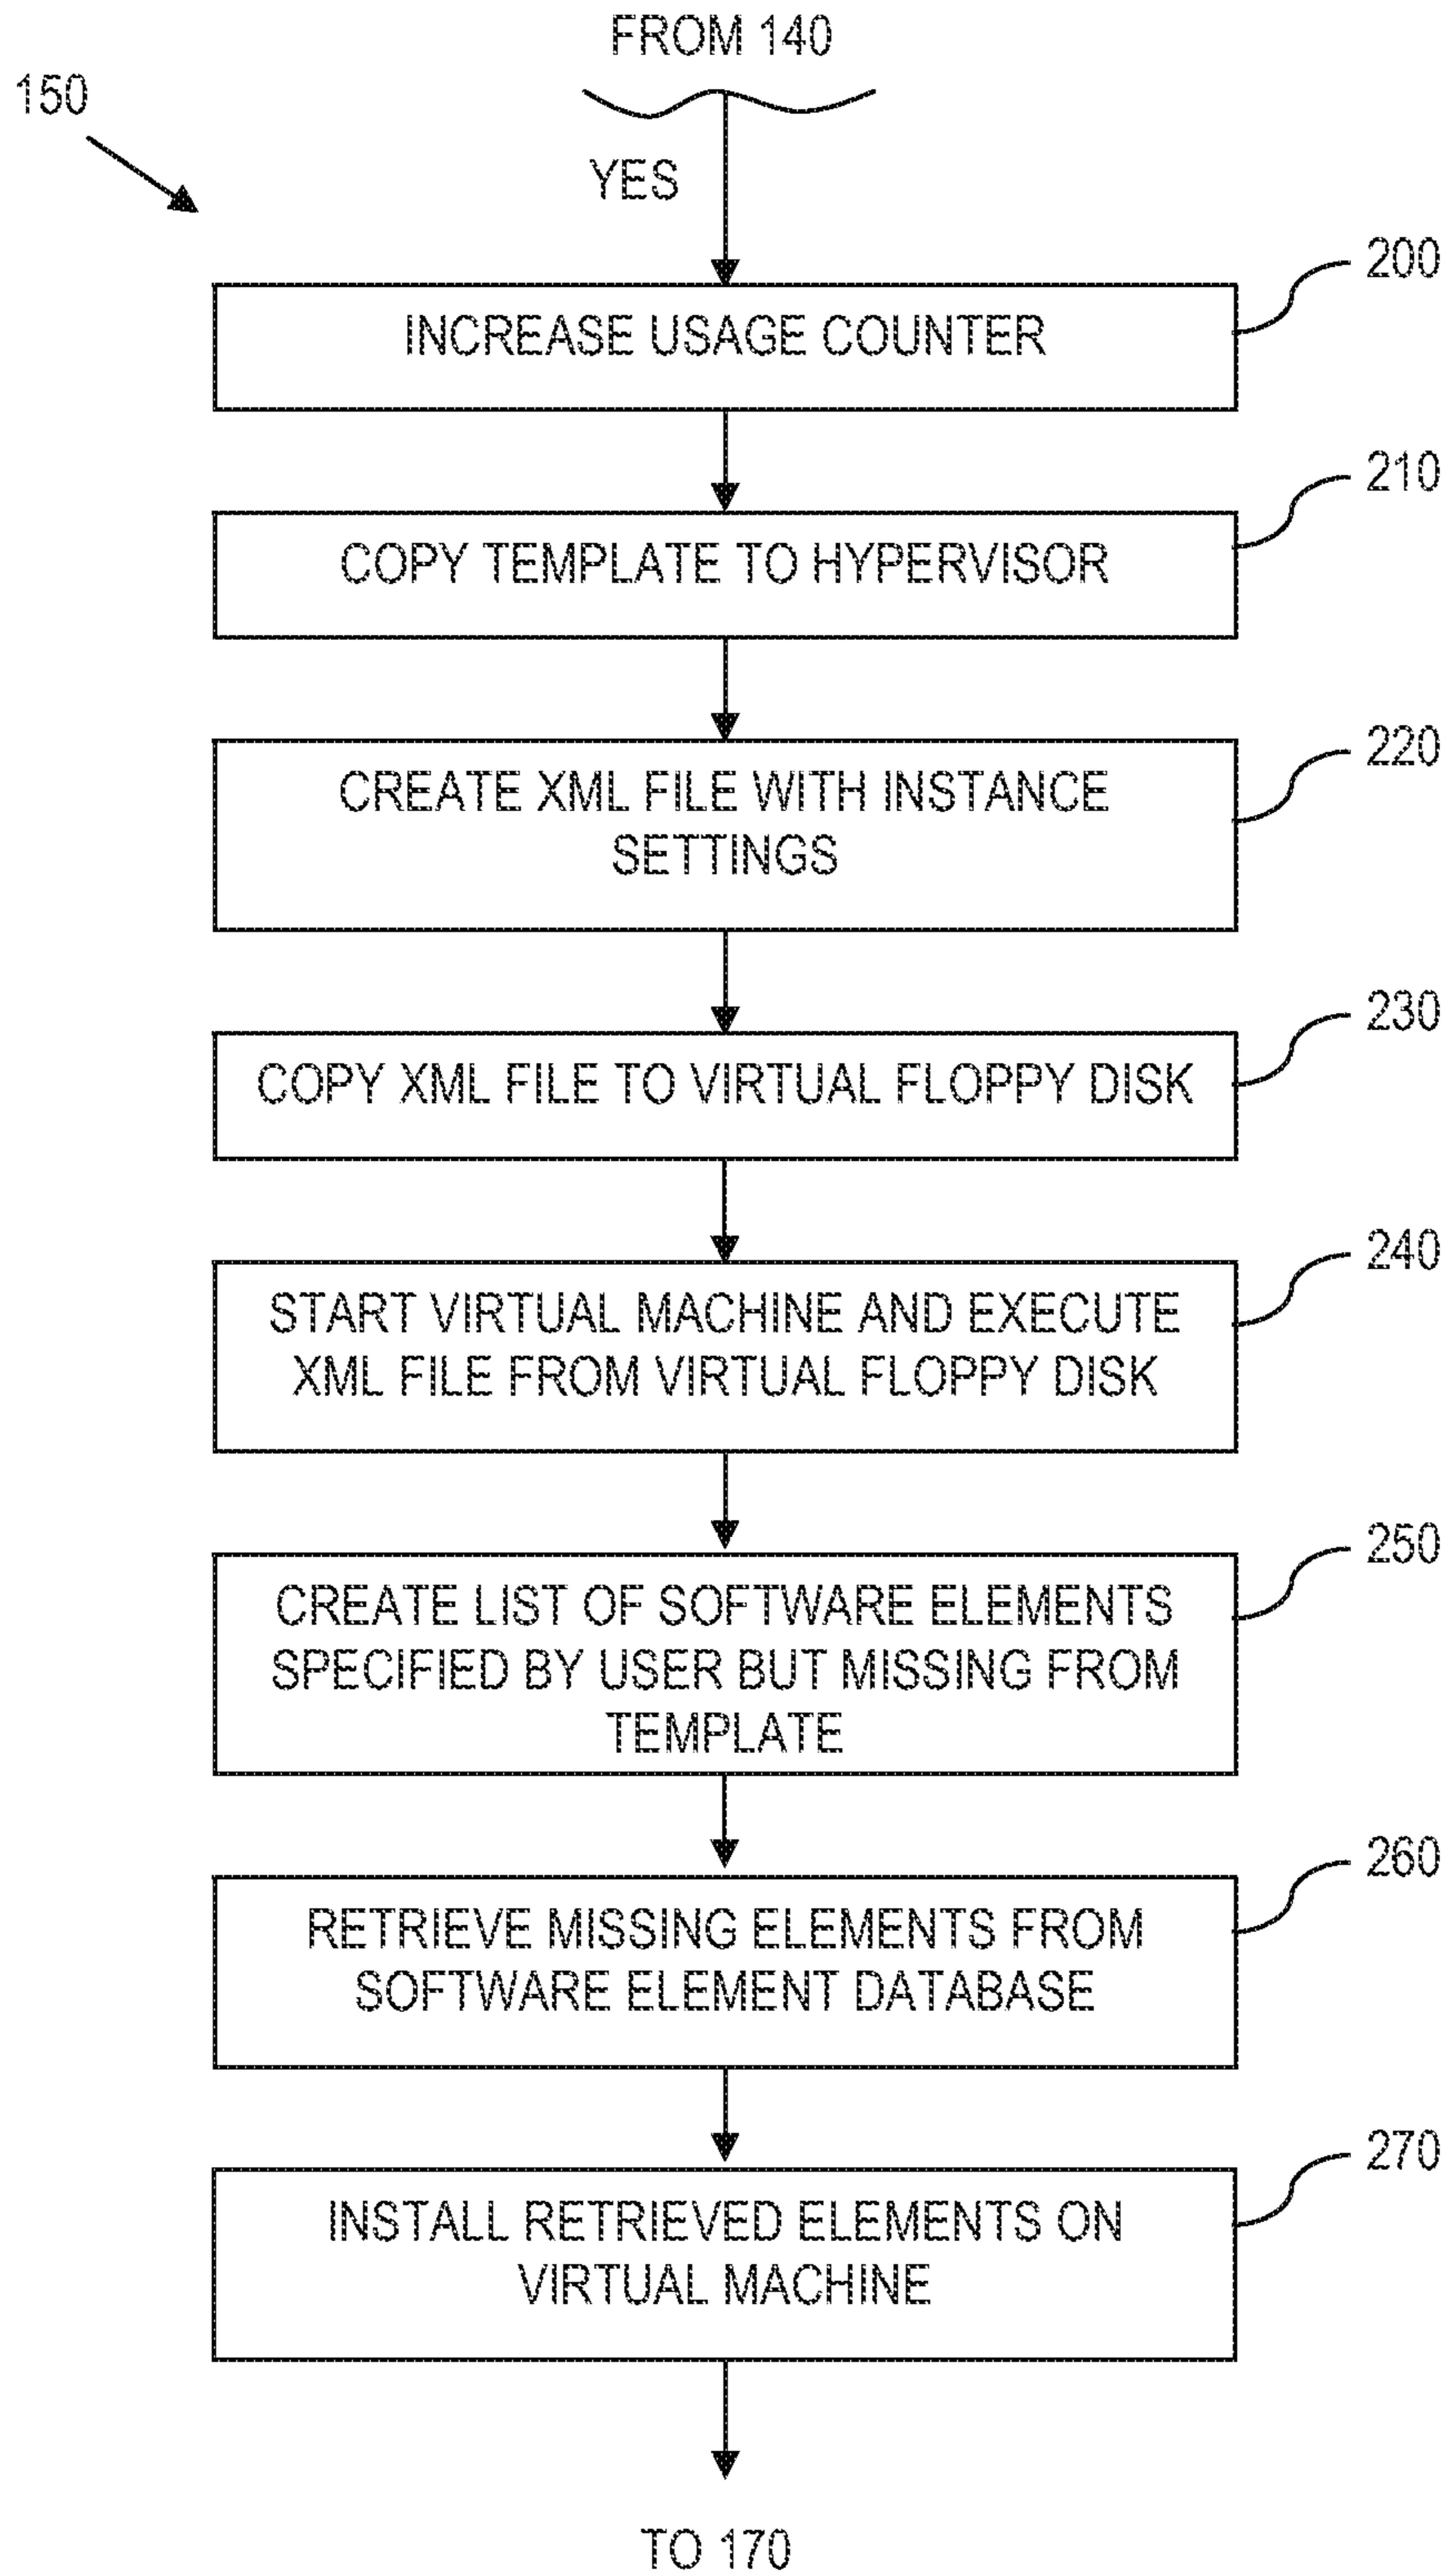 FROM 140
150
YES
200
INCREASE USAGE COUNTER
210
COPY TEMPLATE TO HYPERVISOR
220
CREATE XML FILE WITH INSTANCE
SETTINGS
230
COPY XML FILE TO VIRTUAL FLOPPY DISK
240
START VIRTUAL MACHINE AND EXECUTE
XML FILE FROM VIRTUAL FLOPPY DISK
250
CREATE LIST OF SOFTWARE ELEMENTS
SPECIFIED BY USER BUT MISSING FROM
TEMPLATE
260
RETRIEVE MISSING ELEMENTS FROM
SOFTWARE ELEMENT DATABASE
270
INSTALL RETRIEVED ELEMENTS ON
VIRTUAL MACHINE
TO 170